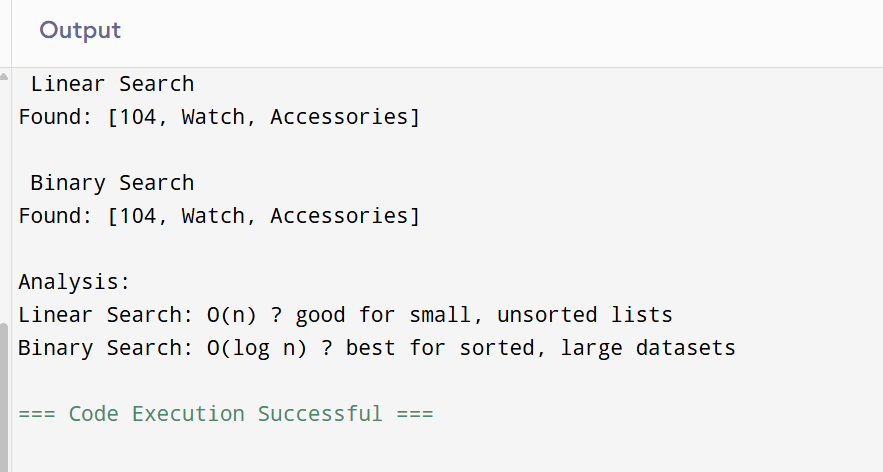 Output
Linear Search
Found: [104, Watch, Accessories]
Binary Search
Found: [104, Watch, Accessories]
Analysis:
Linear Search: O(n) ? good for small, unsorted lists
Binary Search: O(log n) ? best for sorted, large datasets
=== Code Execution Successful ===